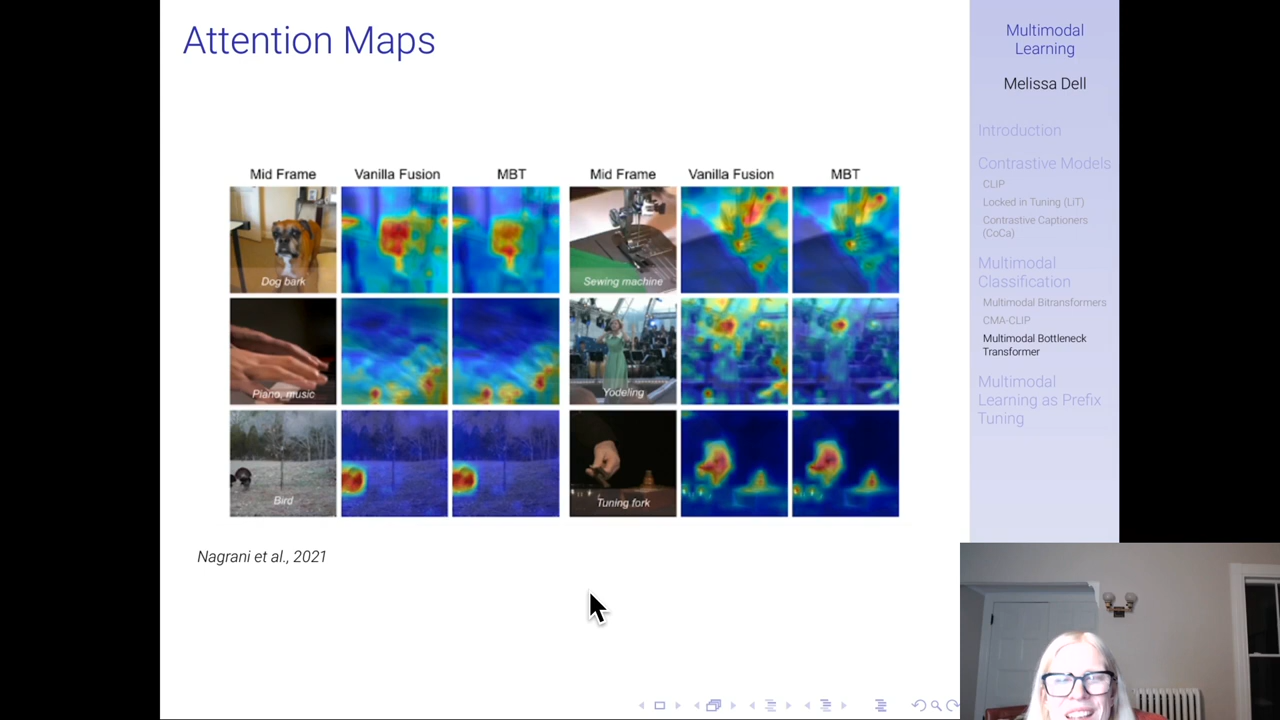 Attention Maps
Mid Frame Vanilla Fusion MBT Mid Frame Vanilla Fusion MBT
Dog bark Sewing machine
Piano, music Yodeling
Bird Tuning fork
Nagrani et al., 2021
Multimodal
Learning
Melissa Dell
Introduction
Contrastive Models
CLIP
Locked in Tuning (LiT)
Contrastive Captioners
(CoCa)
Multimodal
Classification
Multimodal Bitransformers
CMA-CLIP
Multimodal Bottleneck
Transformer
Multimodal
Learning as Prefix
Tuning